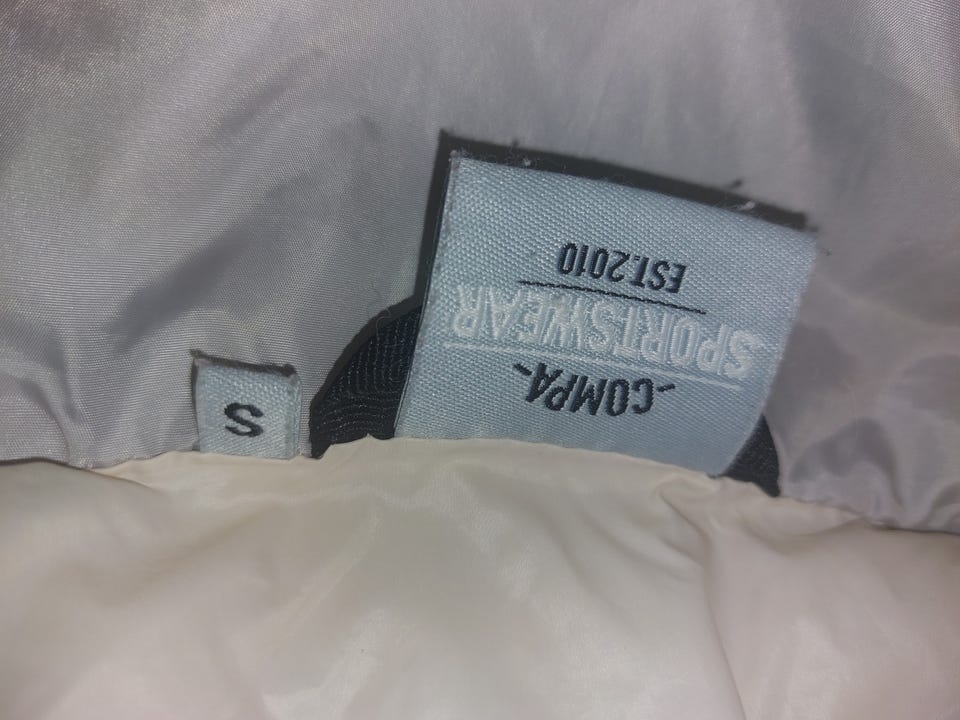 -COMPA-
SPORTSWEAR
EST.2010
S